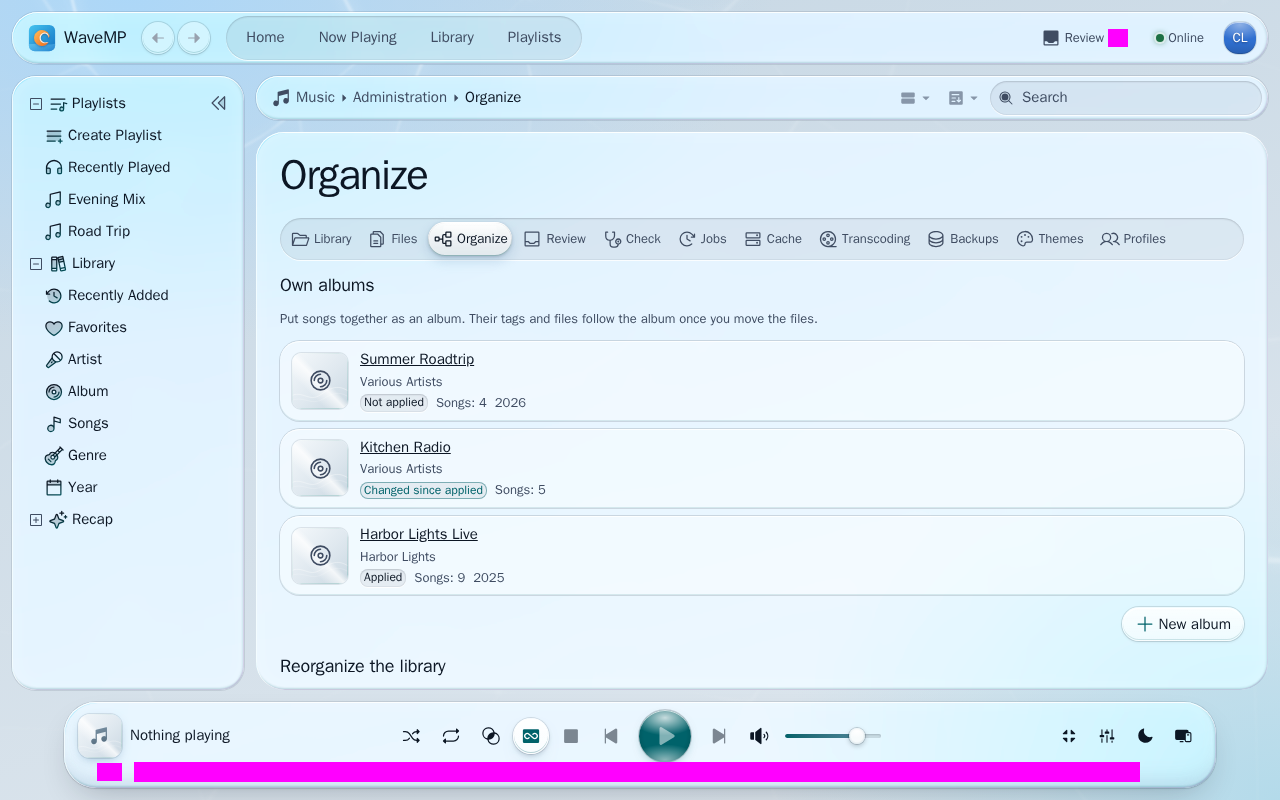 WaveMP
Home
Now Playing
Library
Playlists
Review
Online
CL
Playlists
Create Playlist
Recently Played
Evening Mix
Road Trip
Library
Recently Added
Favorites
Artist
Album
Songs
Genre
Year
Recap
Music
Administration
Organize
Search
Organize
Library
Files
Organize
Review
Check
Jobs
Cache
Transcoding
Backups
Themes
Profiles
Own albums
Put songs together as an album. Their tags and files follow the album once you move the files.
Summer Roadtrip
Various Artists
Not applied Songs: 4 2026
Kitchen Radio
Various Artists
Changed since applied Songs: 5
Harbor Lights Live
Harbor Lights
Applied Songs: 9 2025
New album
Reorganize the library
Nothing playing